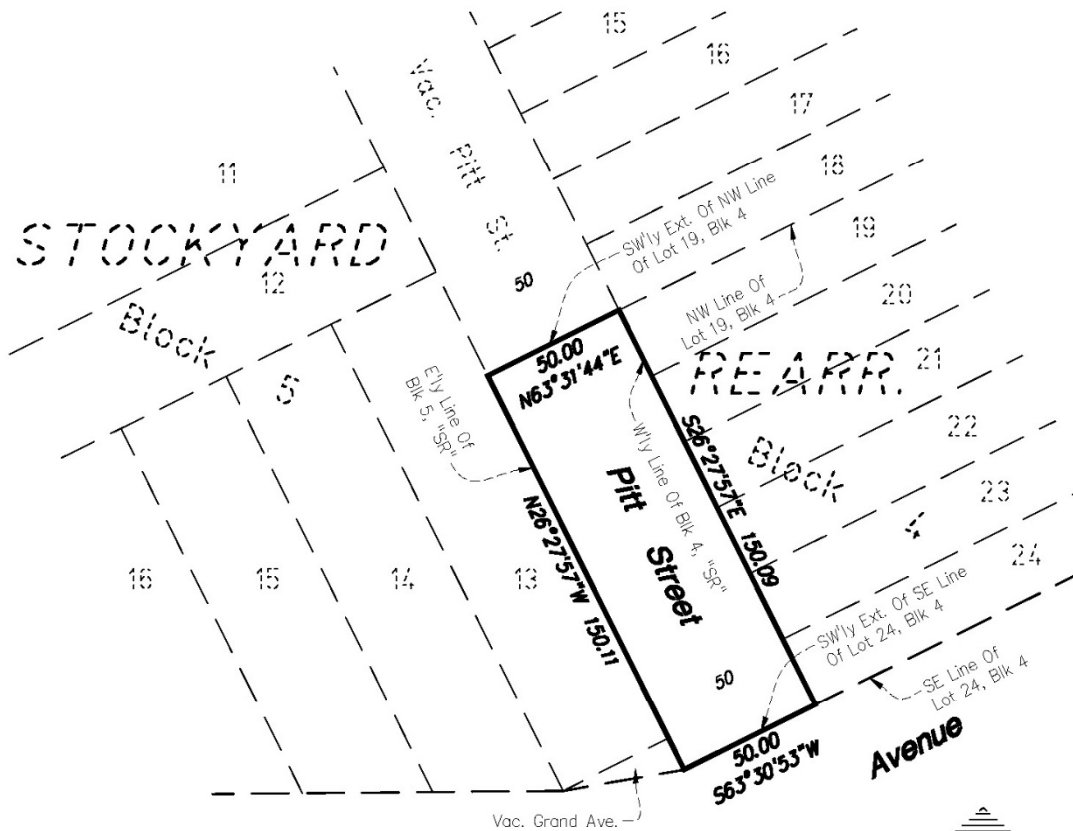 15
16
17
18
19
20
21
22
23
24
Vac. Pitt St.
50
11
STOCKYARD
12
Block
5
SW'ly Ext. Of NW Line
Of Lot 19, Blk 4
NW Line Of
Lot 19, Blk 4
REARR.
50.00
N63°31'44"E
E'ly Line Of
Blk 5, "SR"
W'ly Line Of Blk 4, "SR"
S26°27'57"E 150.09
Block
Pitt Street
N26°27'57"W 150.11
16
15
14
13
50
SW'ly Ext. Of SE Line
Of Lot 24, Blk 4
SE Line Of
Lot 24, Blk 4
50.00
S63°30'53"W
Avenue
Vac. Grand Ave.